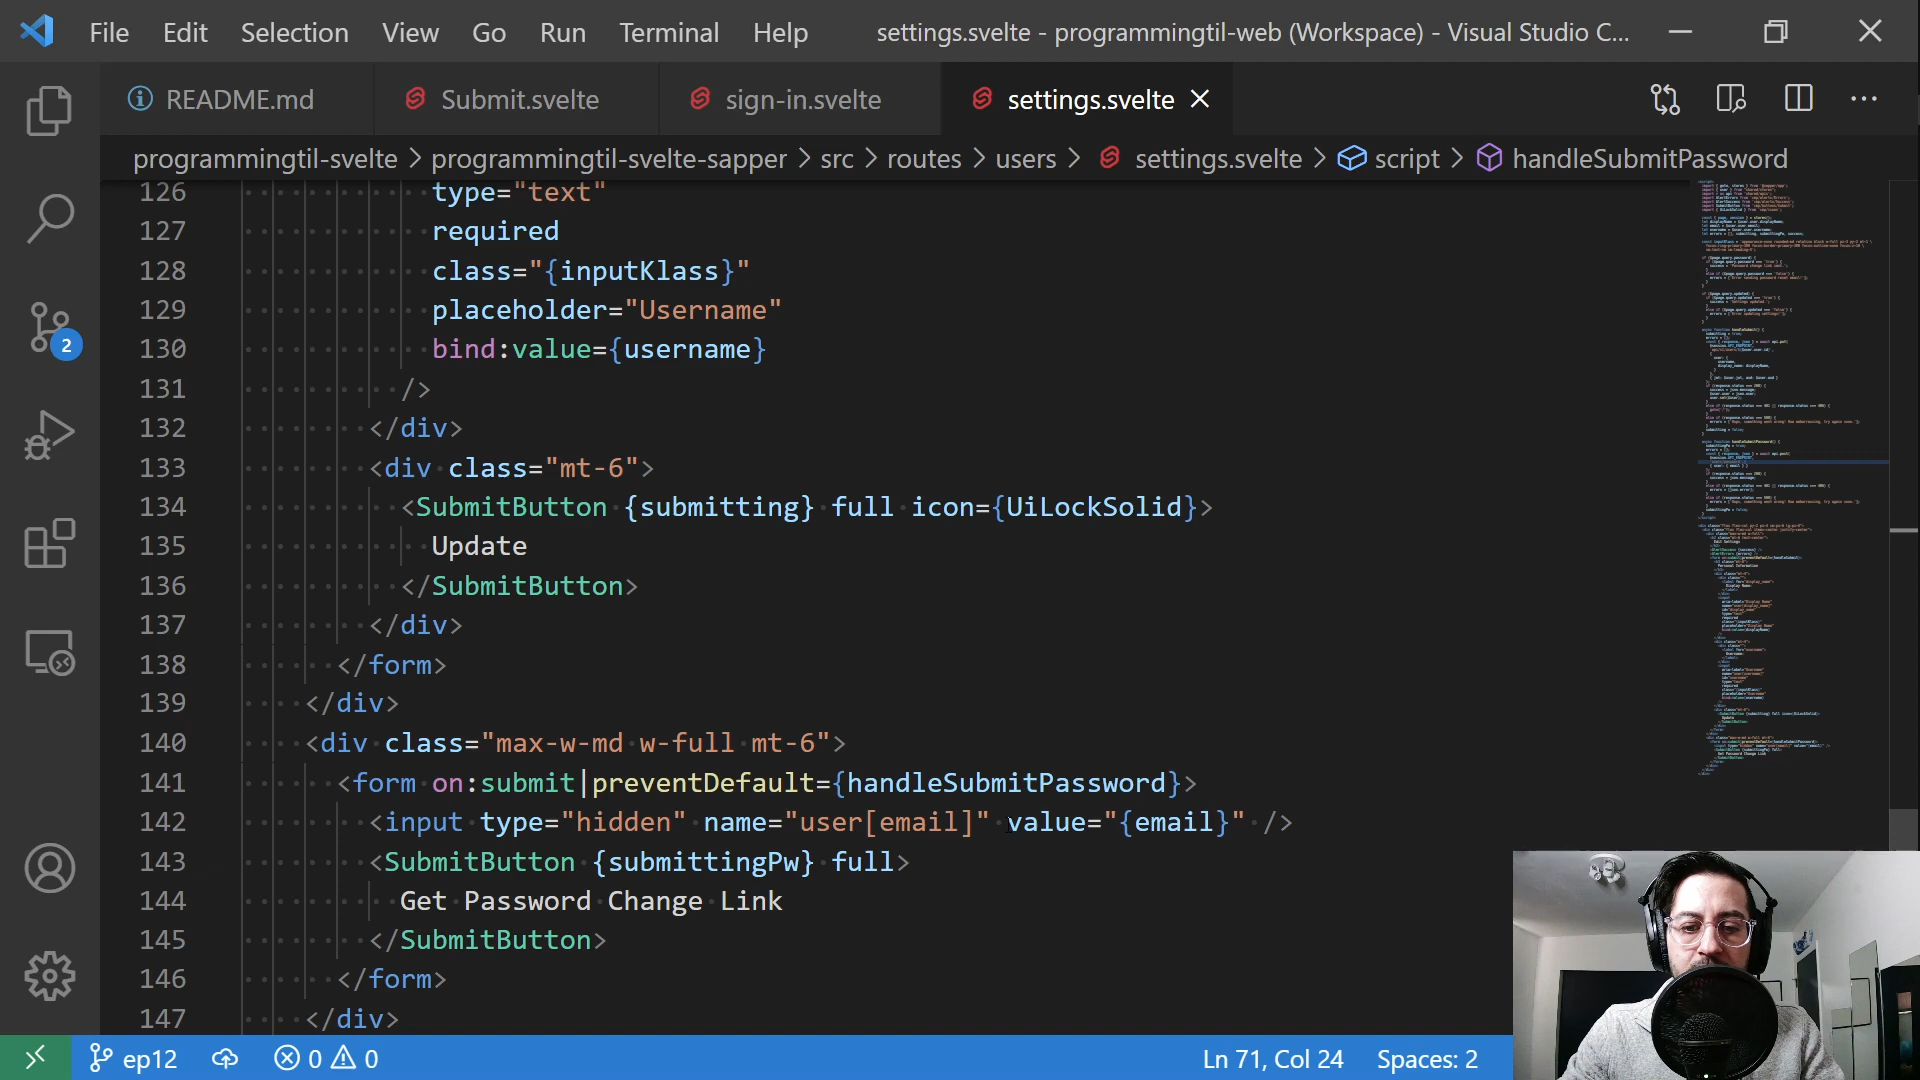 File Edit Selection View Go Run Terminal Help settings.svelte - programmingtil-web (Workspace) - Visual Studio C...
README.md Submit.svelte sign-in.svelte settings.svelte
programmingtil-svelte > programmingtil-svelte-sapper > src > routes > users > settings.svelte > script > handleSubmitPassword
126 type="text"
127 required
128 class="{inputKlass}"
129 placeholder="Username"
130 bind:value={username}
131 />
132 </div>
133 <div class="mt-6">
134 <SubmitButton {submitting} full icon={UiLockSolid}>
135 Update
136 </SubmitButton>
137 </div>
138 </form>
139 </div>
140 <div class="max-w-md w-full mt-6">
141 <form on:submit|preventDefault={handleSubmitPassword}>
142 <input type="hidden" name="user[email]" value="{email}" />
143 <SubmitButton {submittingPw} full>
144 Get Password Change Link
145 </SubmitButton>
146 </form>
147 </div>
2
ep12 0 0 Ln 71, Col 24 Spaces: 2